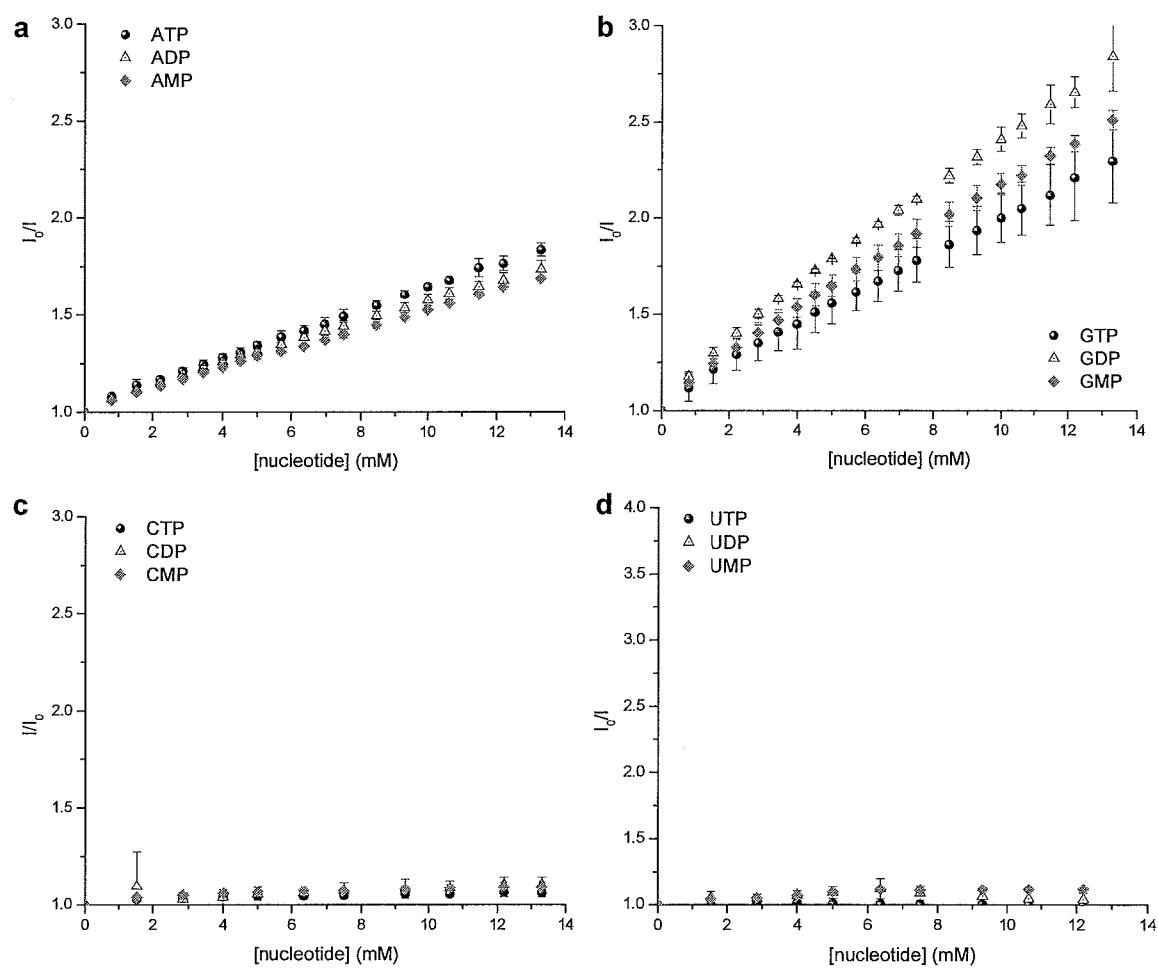 a
ATP
ADP
AMP
3.0
2.5
2.0
1.5
1.0
I₀/I
0 2 4 6 8 10 12 14
[nucleotide] (mM)
b
3.0
2.5
2.0
1.5
1.0
I₀/I
GTP
GDP
GMP
0 2 4 6 8 10 12 14
[nucleotide] (mM)
c
CTP
CDP
CMP
3.0
2.5
2.0
1.5
1.0
I/I₀
0 2 4 6 8 10 12 14
[nucleotide] (mM)
d
UTP
UDP
UMP
4.0
3.5
3.0
2.5
2.0
1.5
1.0
I₀/I
0 2 4 6 8 10 12 14
[nucleotide] (mM)